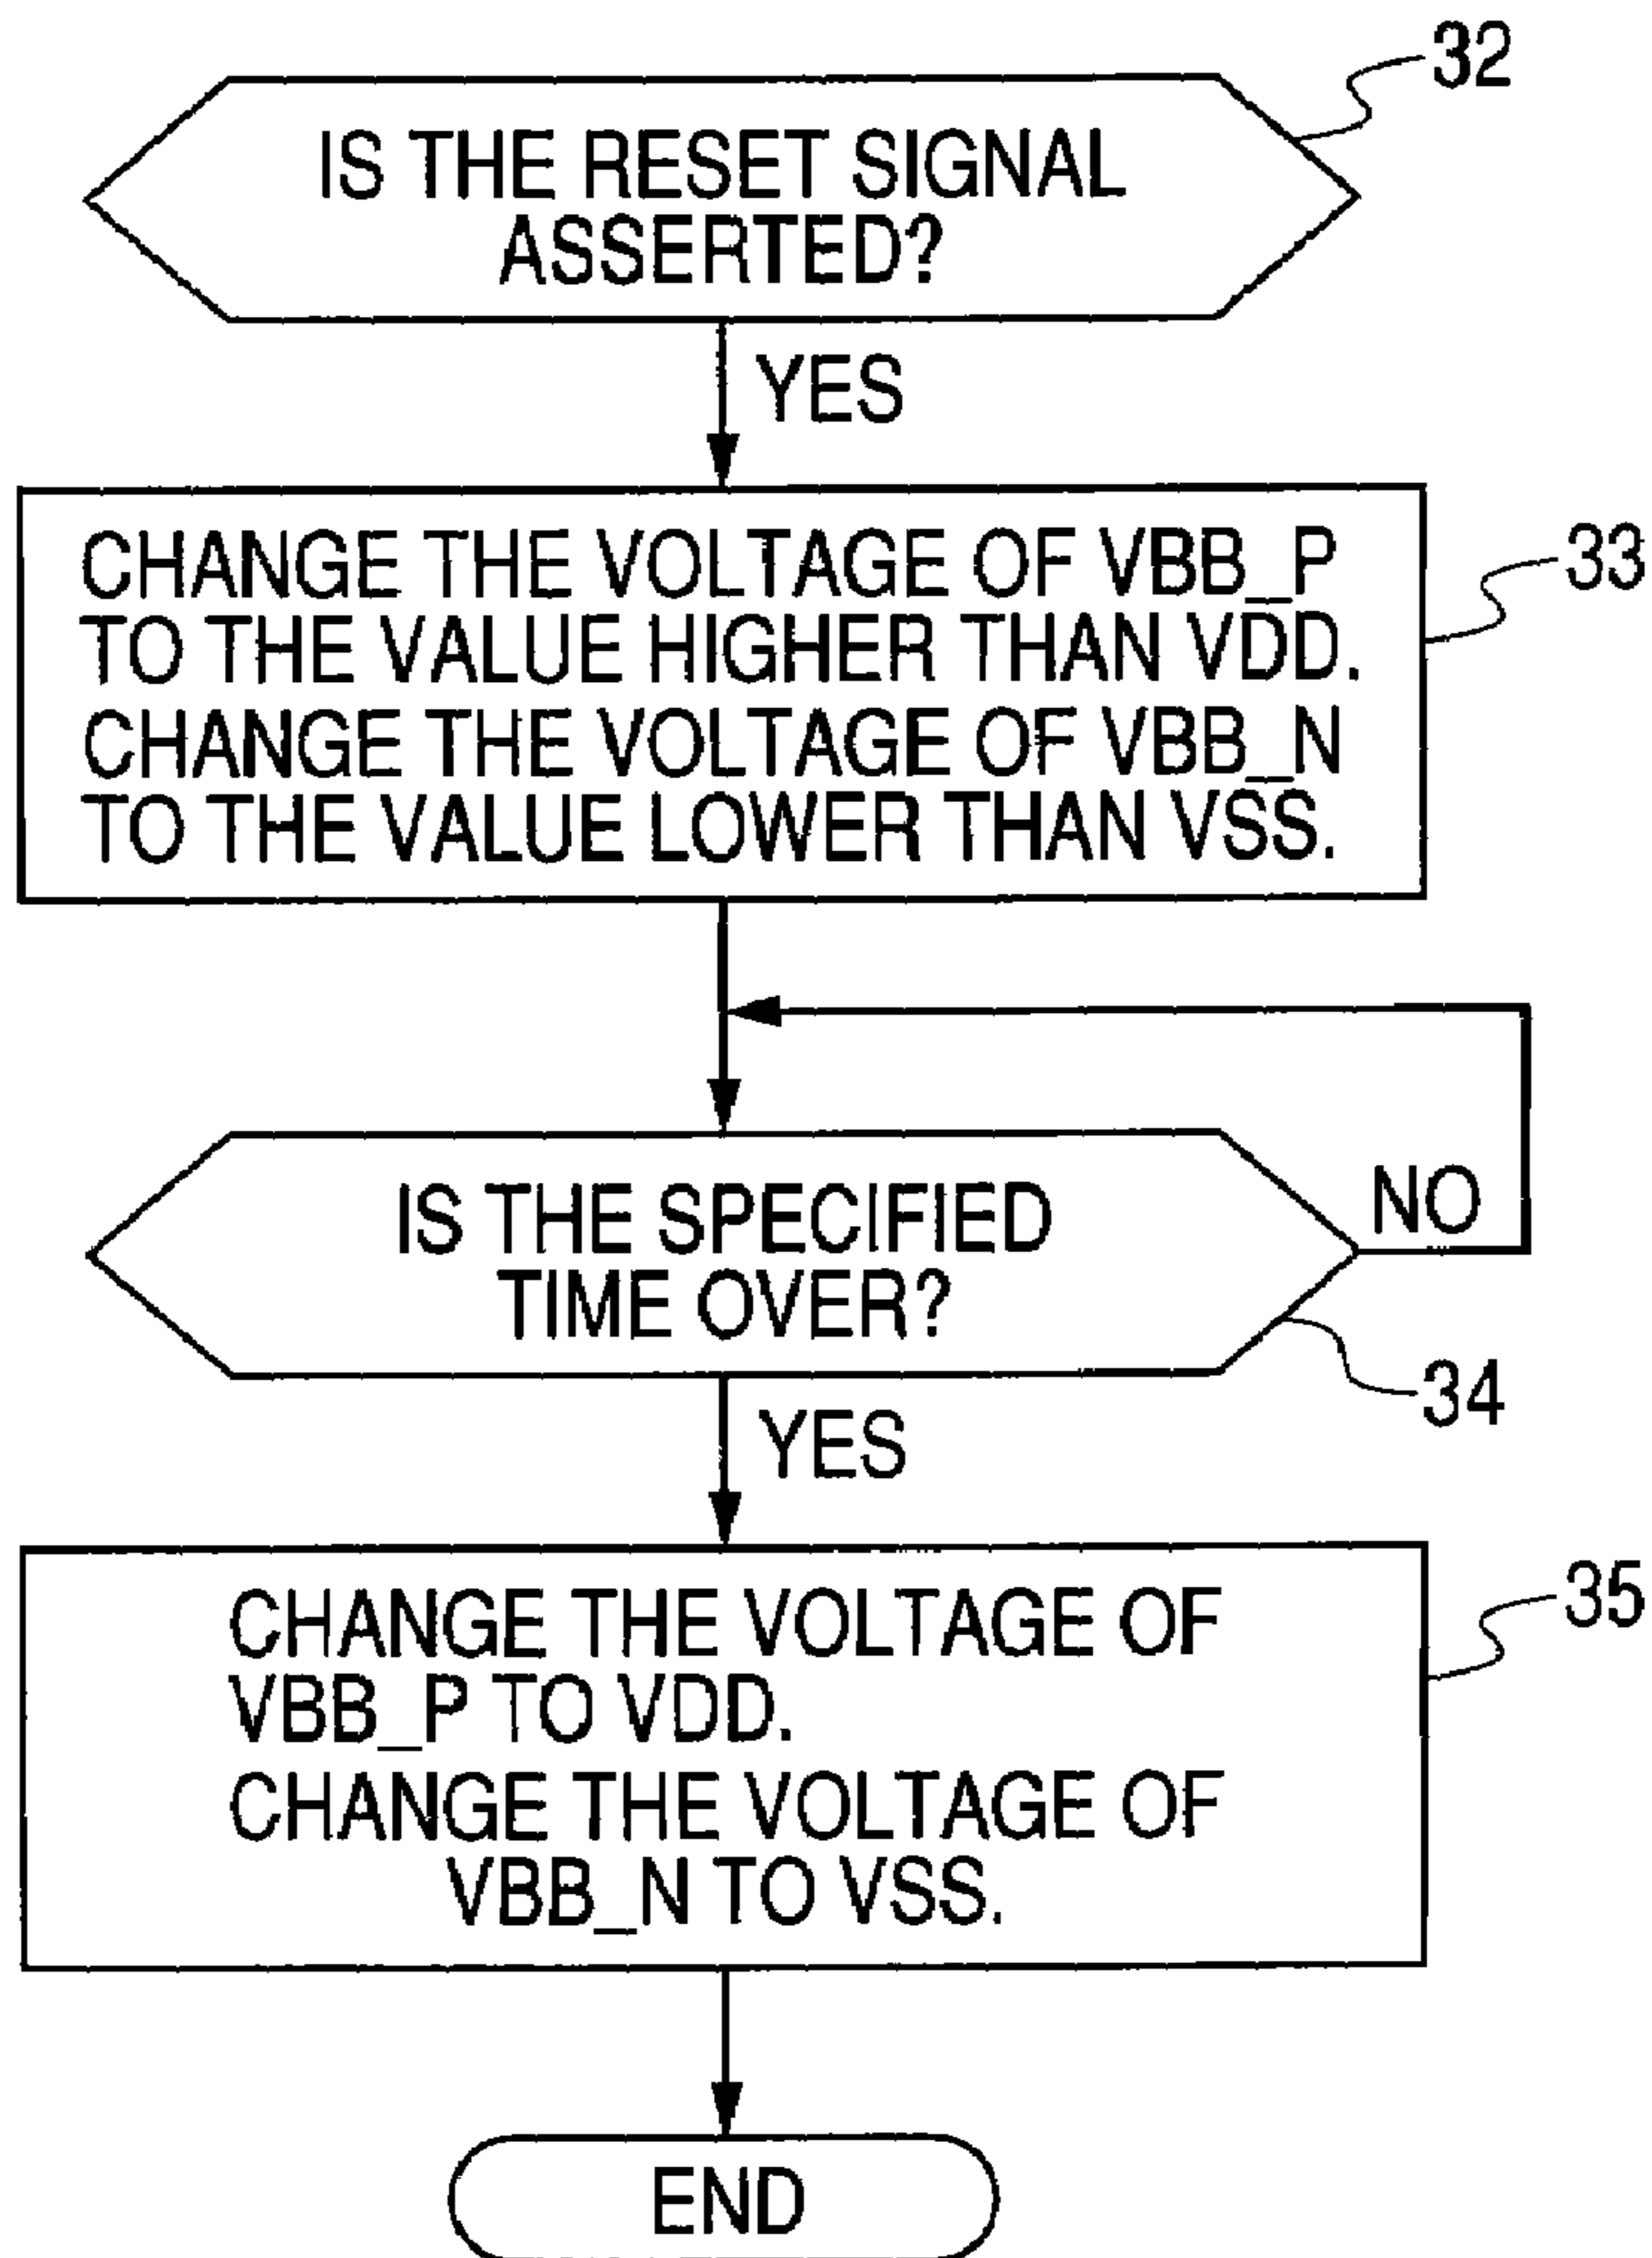 32
IS THE RESET SIGNAL
ASSERTED?
YES
CHANGE THE VOLTAGE OF VBB_P
TO THE VALUE HIGHER THAN VDD.
CHANGE THE VOLTAGE OF VBB_N
TO THE VALUE LOWER THAN VSS.
33
IS THE SPECIFIED
TIME OVER?
NO
34
YES
CHANGE THE VOLTAGE OF
VBB_P TO VDD.
CHANGE THE VOLTAGE OF
VBB_N TO VSS.
35
END